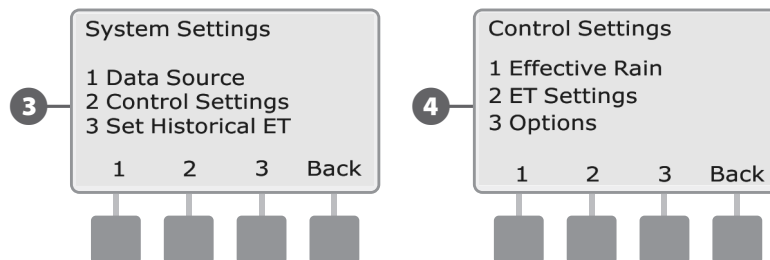 3
System Settings
1 Data Source
2 Control Settings
3 Set Historical ET
1 2 3 Back
4
Control Settings
1 Effective Rain
2 ET Settings
3 Options
1 2 3 Back